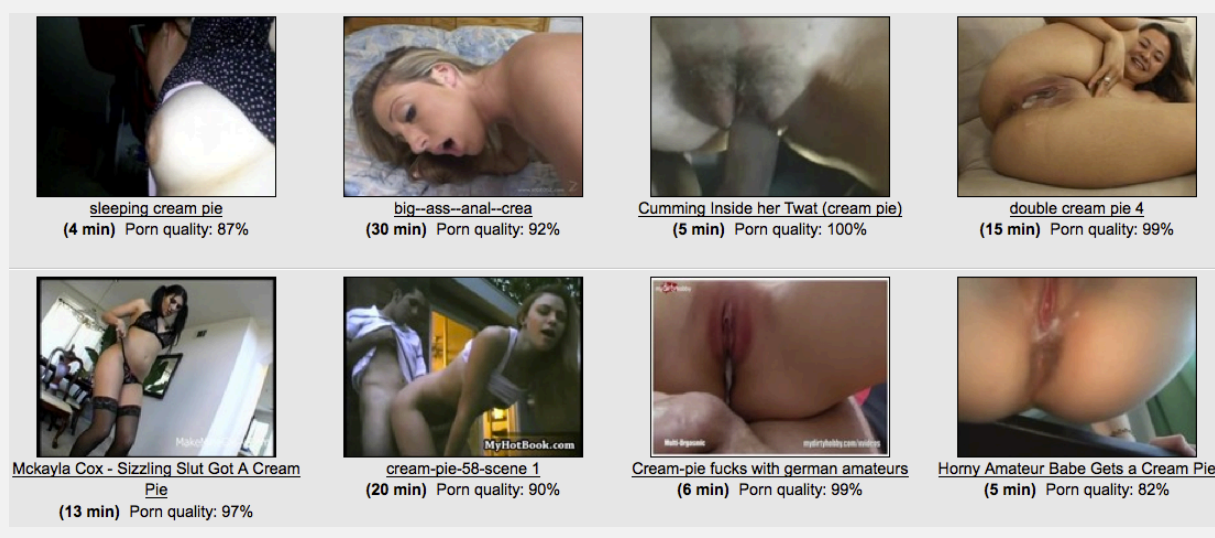 sleeping cream pie
(4 min) Porn quality: 87%
big--ass--anal--crea
(30 min) Porn quality: 92%
Cumming Inside her Twat (cream pie)
(5 min) Porn quality: 100%
double cream pie 4
(15 min) Porn quality: 99%
MyHotBook.com
Multi-Orgasmic
Mckayla Cox - Sizzling Slut Got A Cream
Pie
(13 min) Porn quality: 97%
cream-pie-58-scene 1
(20 min) Porn quality: 90%
Cream-pie fucks with german amateurs
(6 min) Porn quality: 99%
Horny Amateur Babe Gets a Cream Pie
(5 min) Porn quality: 82%